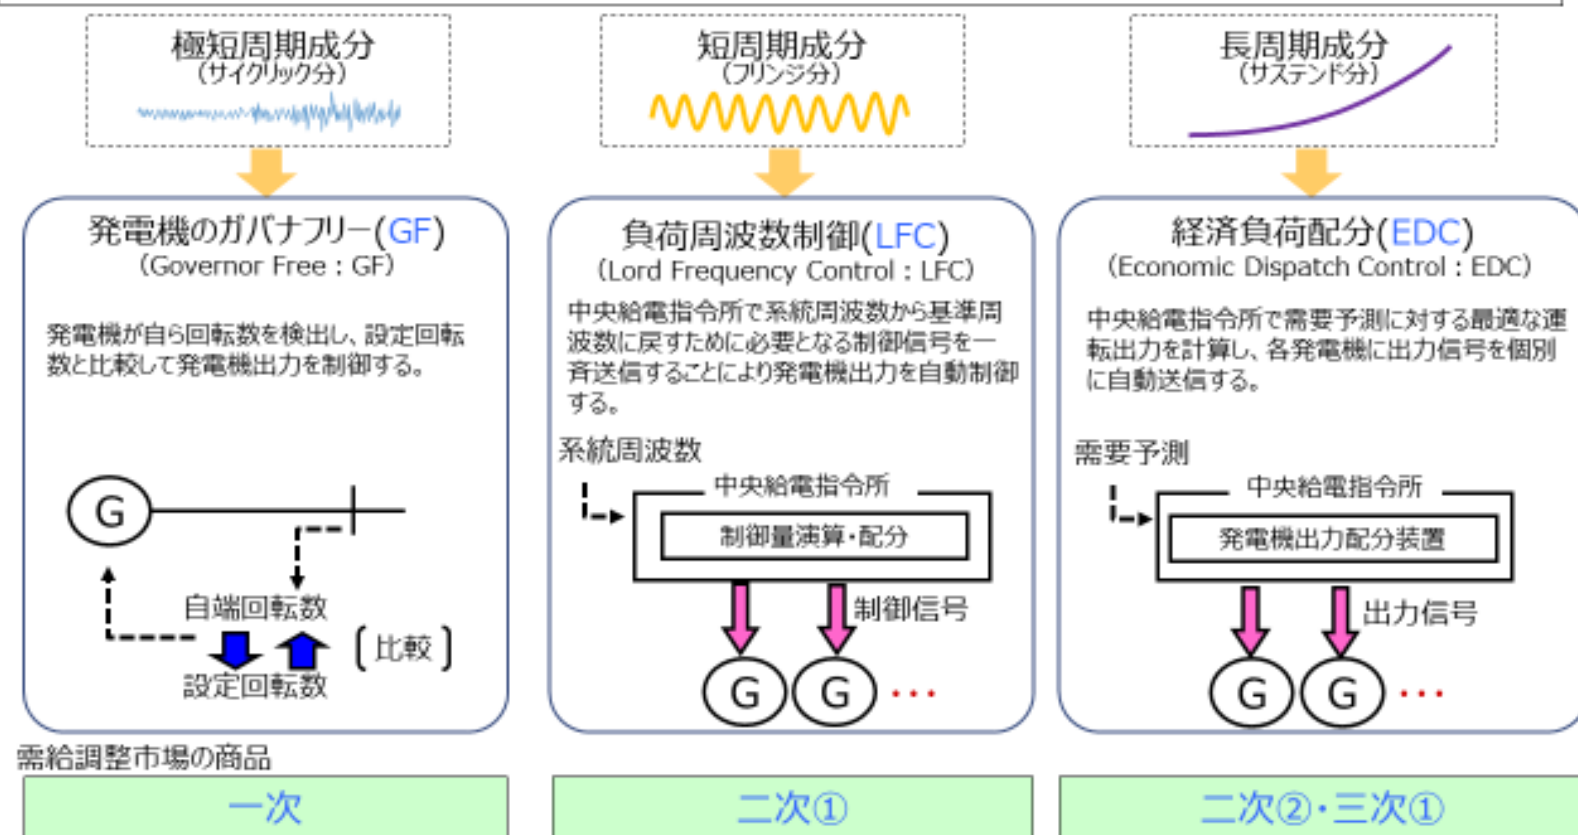 極短周期成分
(サイクリック分)
短周期成分
(フリンジ分)
長周期成分
(サステンド分)
発電機のガバナフリー(GF)
(Governor Free：GF)
発電機が自ら回転数を検出し、設定回転
数と比較して発電機出力を制御する。
G
自端回転数
〔比較〕
設定回転数
負荷周波数制御(LFC)
(Lord Frequency Control：LFC)
中央給電指令所で系統周波数から基準周
波数に戻すために必要となる制御信号を一
斉送信することにより発電機出力を自動制御
する。
系統周波数
中央給電指令所
制御量演算・配分
制御信号
G G ・・・
経済負荷配分(EDC)
(Economic Dispatch Control：EDC)
中央給電指令所で需要予測に対する最適な運
転出力を計算し、各発電機に出力信号を個別
に自動送信する。
需要予測
中央給電指令所
発電機出力配分装置
出力信号
G G ・・・
需給調整市場の商品
一次
二次①
二次②・三次①